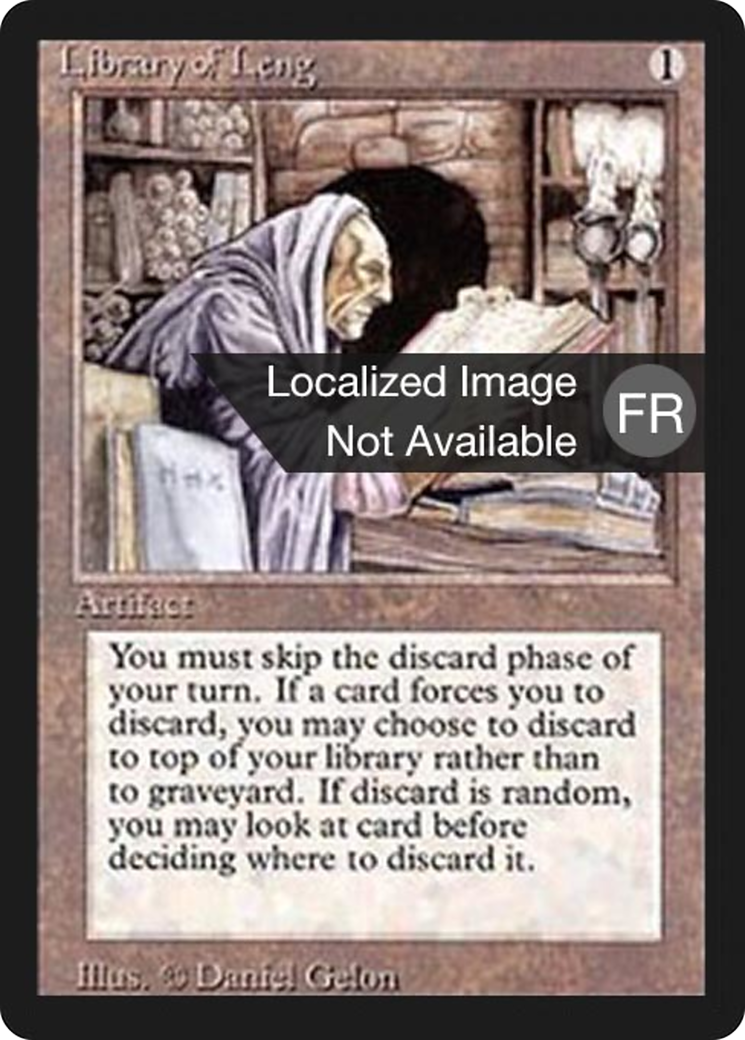 Library of Leng
1
Localized Image
Not Available
FR
Artifact
You must skip the discard phase of
your turn. If a card forces you to
discard, you may choose to discard
to top of your library rather than
to graveyard. If discard is random,
you may look at card before
deciding where to discard it.
Illus. © Daniel Gelon